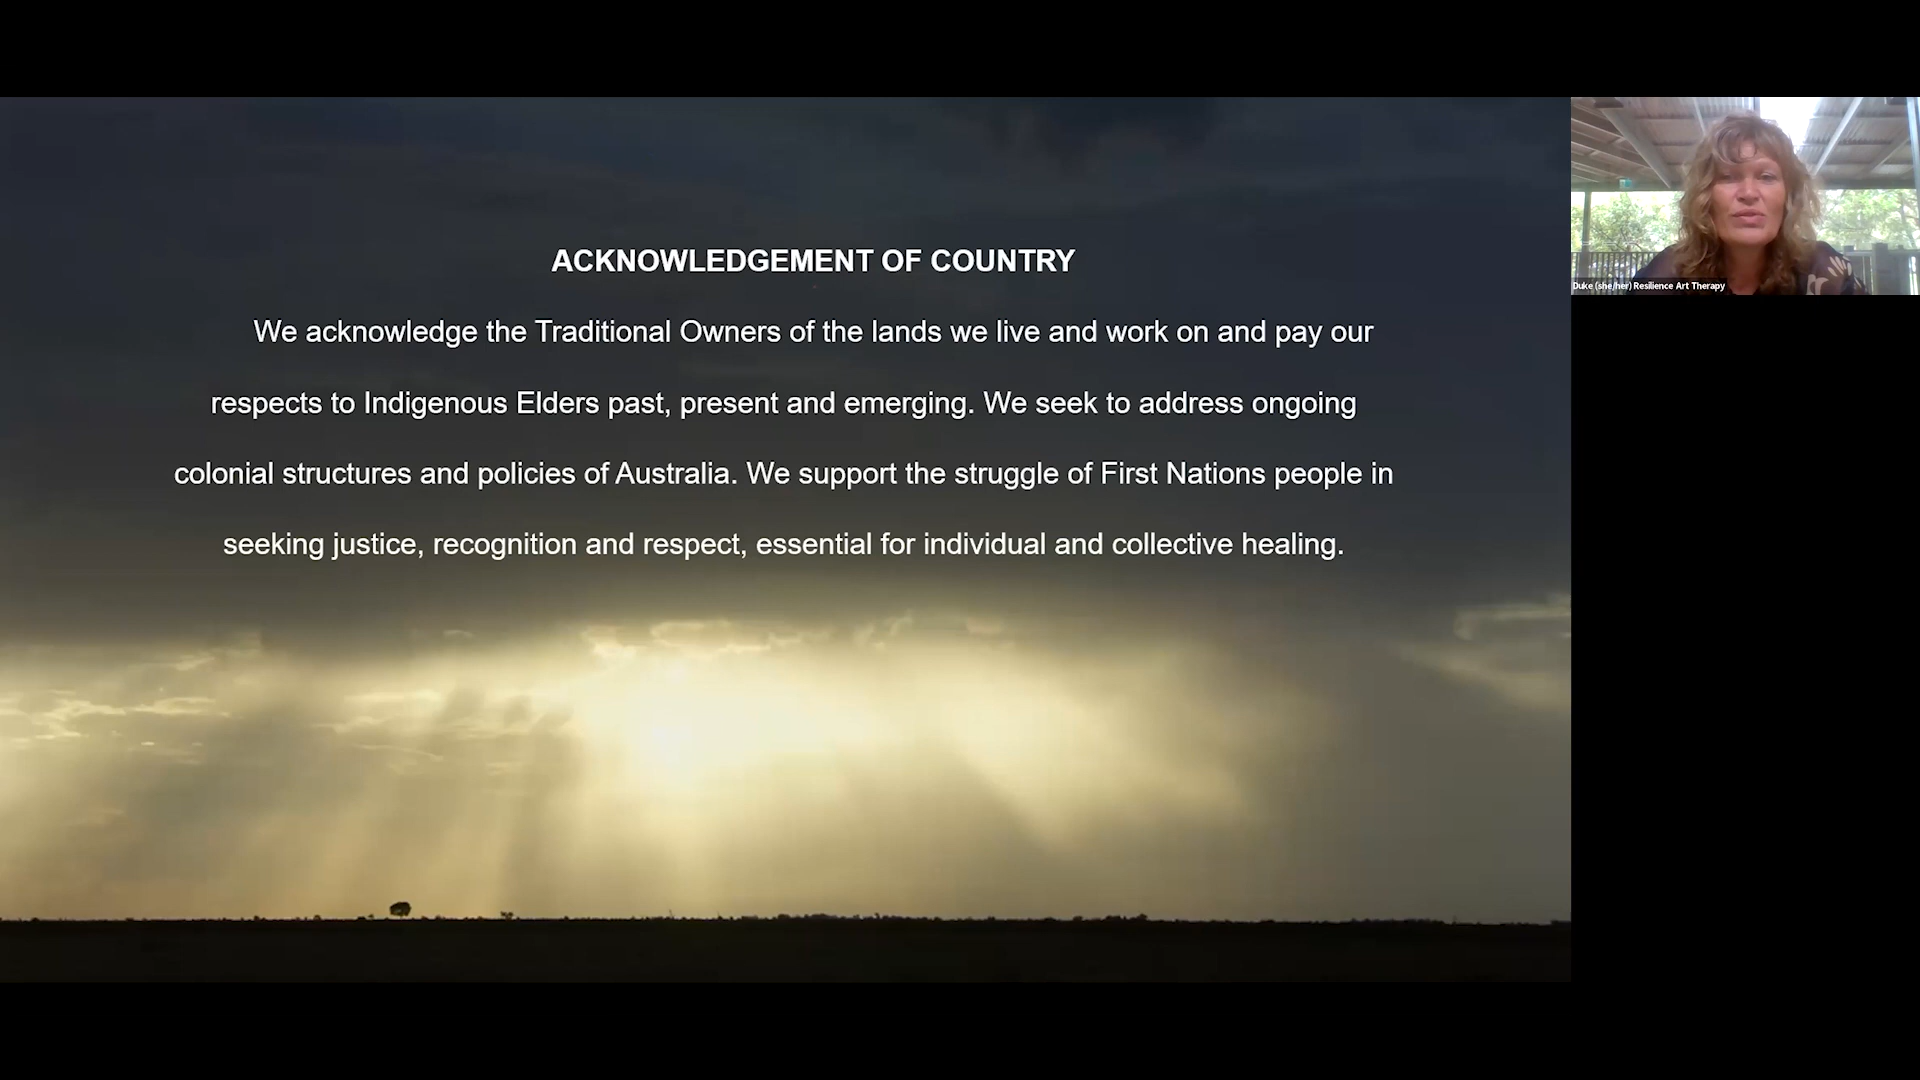 ACKNOWLEDGEMENT OF COUNTRY
We acknowledge the Traditional Owners of the lands we live and work on and pay our
respects to Indigenous Elders past, present and emerging. We seek to address ongoing
colonial structures and policies of Australia. We support the struggle of First Nations people in
seeking justice, recognition and respect, essential for individual and collective healing.
Duke (she/her) Resilience Art Therapy